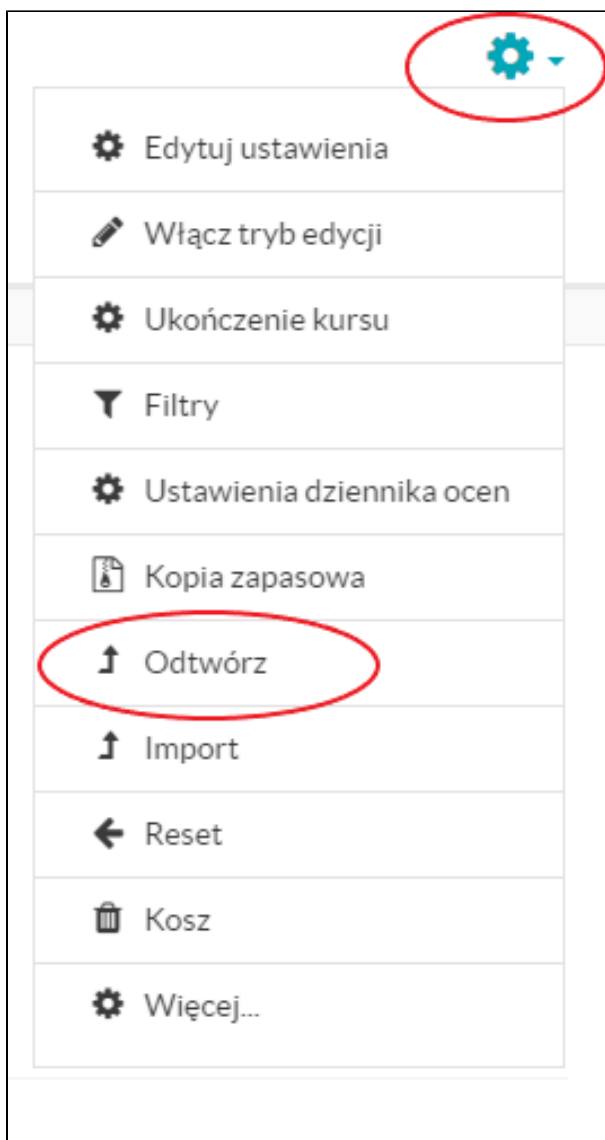 Edytuj ustawienia
Włącz tryb edycji
Ukończenie kursu
Filtry
Ustawienia dziennika ocen
Kopia zapasowa
Odtwórz
Import
Reset
Kosz
Więcej...